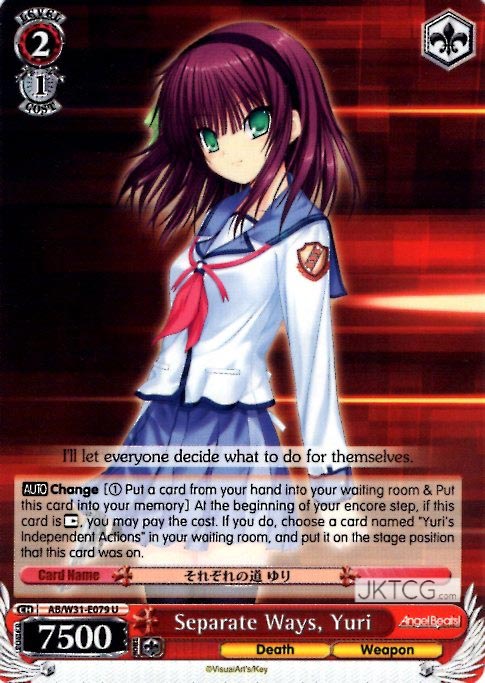 LEVEL
2
1
COST
I'll let everyone decide what to do for themselves.
AUTO Change [① Put a card from your hand into your waiting room & Put
this card into your memory] At the beginning of your encore step, if this
card is , you may pay the cost. If you do, choose a card named "Yuri's
Independent Actions" in your waiting room, and put it on the stage position
that this card was on.
Card Name それぞれの道 ゆり
JKTCG.com
CH AB/W31-E079 U
POWER 7500
Separate Ways, Yuri
AngelBeats!
Death Weapon
©VisualArt's/Key